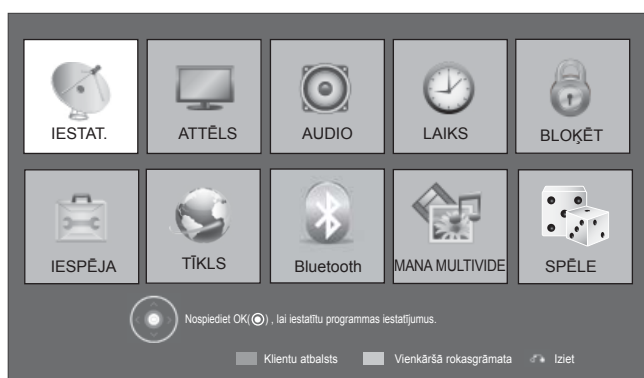 IESTAT. ATTĒLS AUDIO LAIKS BLOĶĒT
IESPĒJA TĪKLS Bluetooth MANA MULTIVIDE SPĒLE
Nospiediet OK(◉) , lai iestatītu programmas iestatījumus.
Klientu atbalsts Vienkāršā rokasgrāmata Iziet